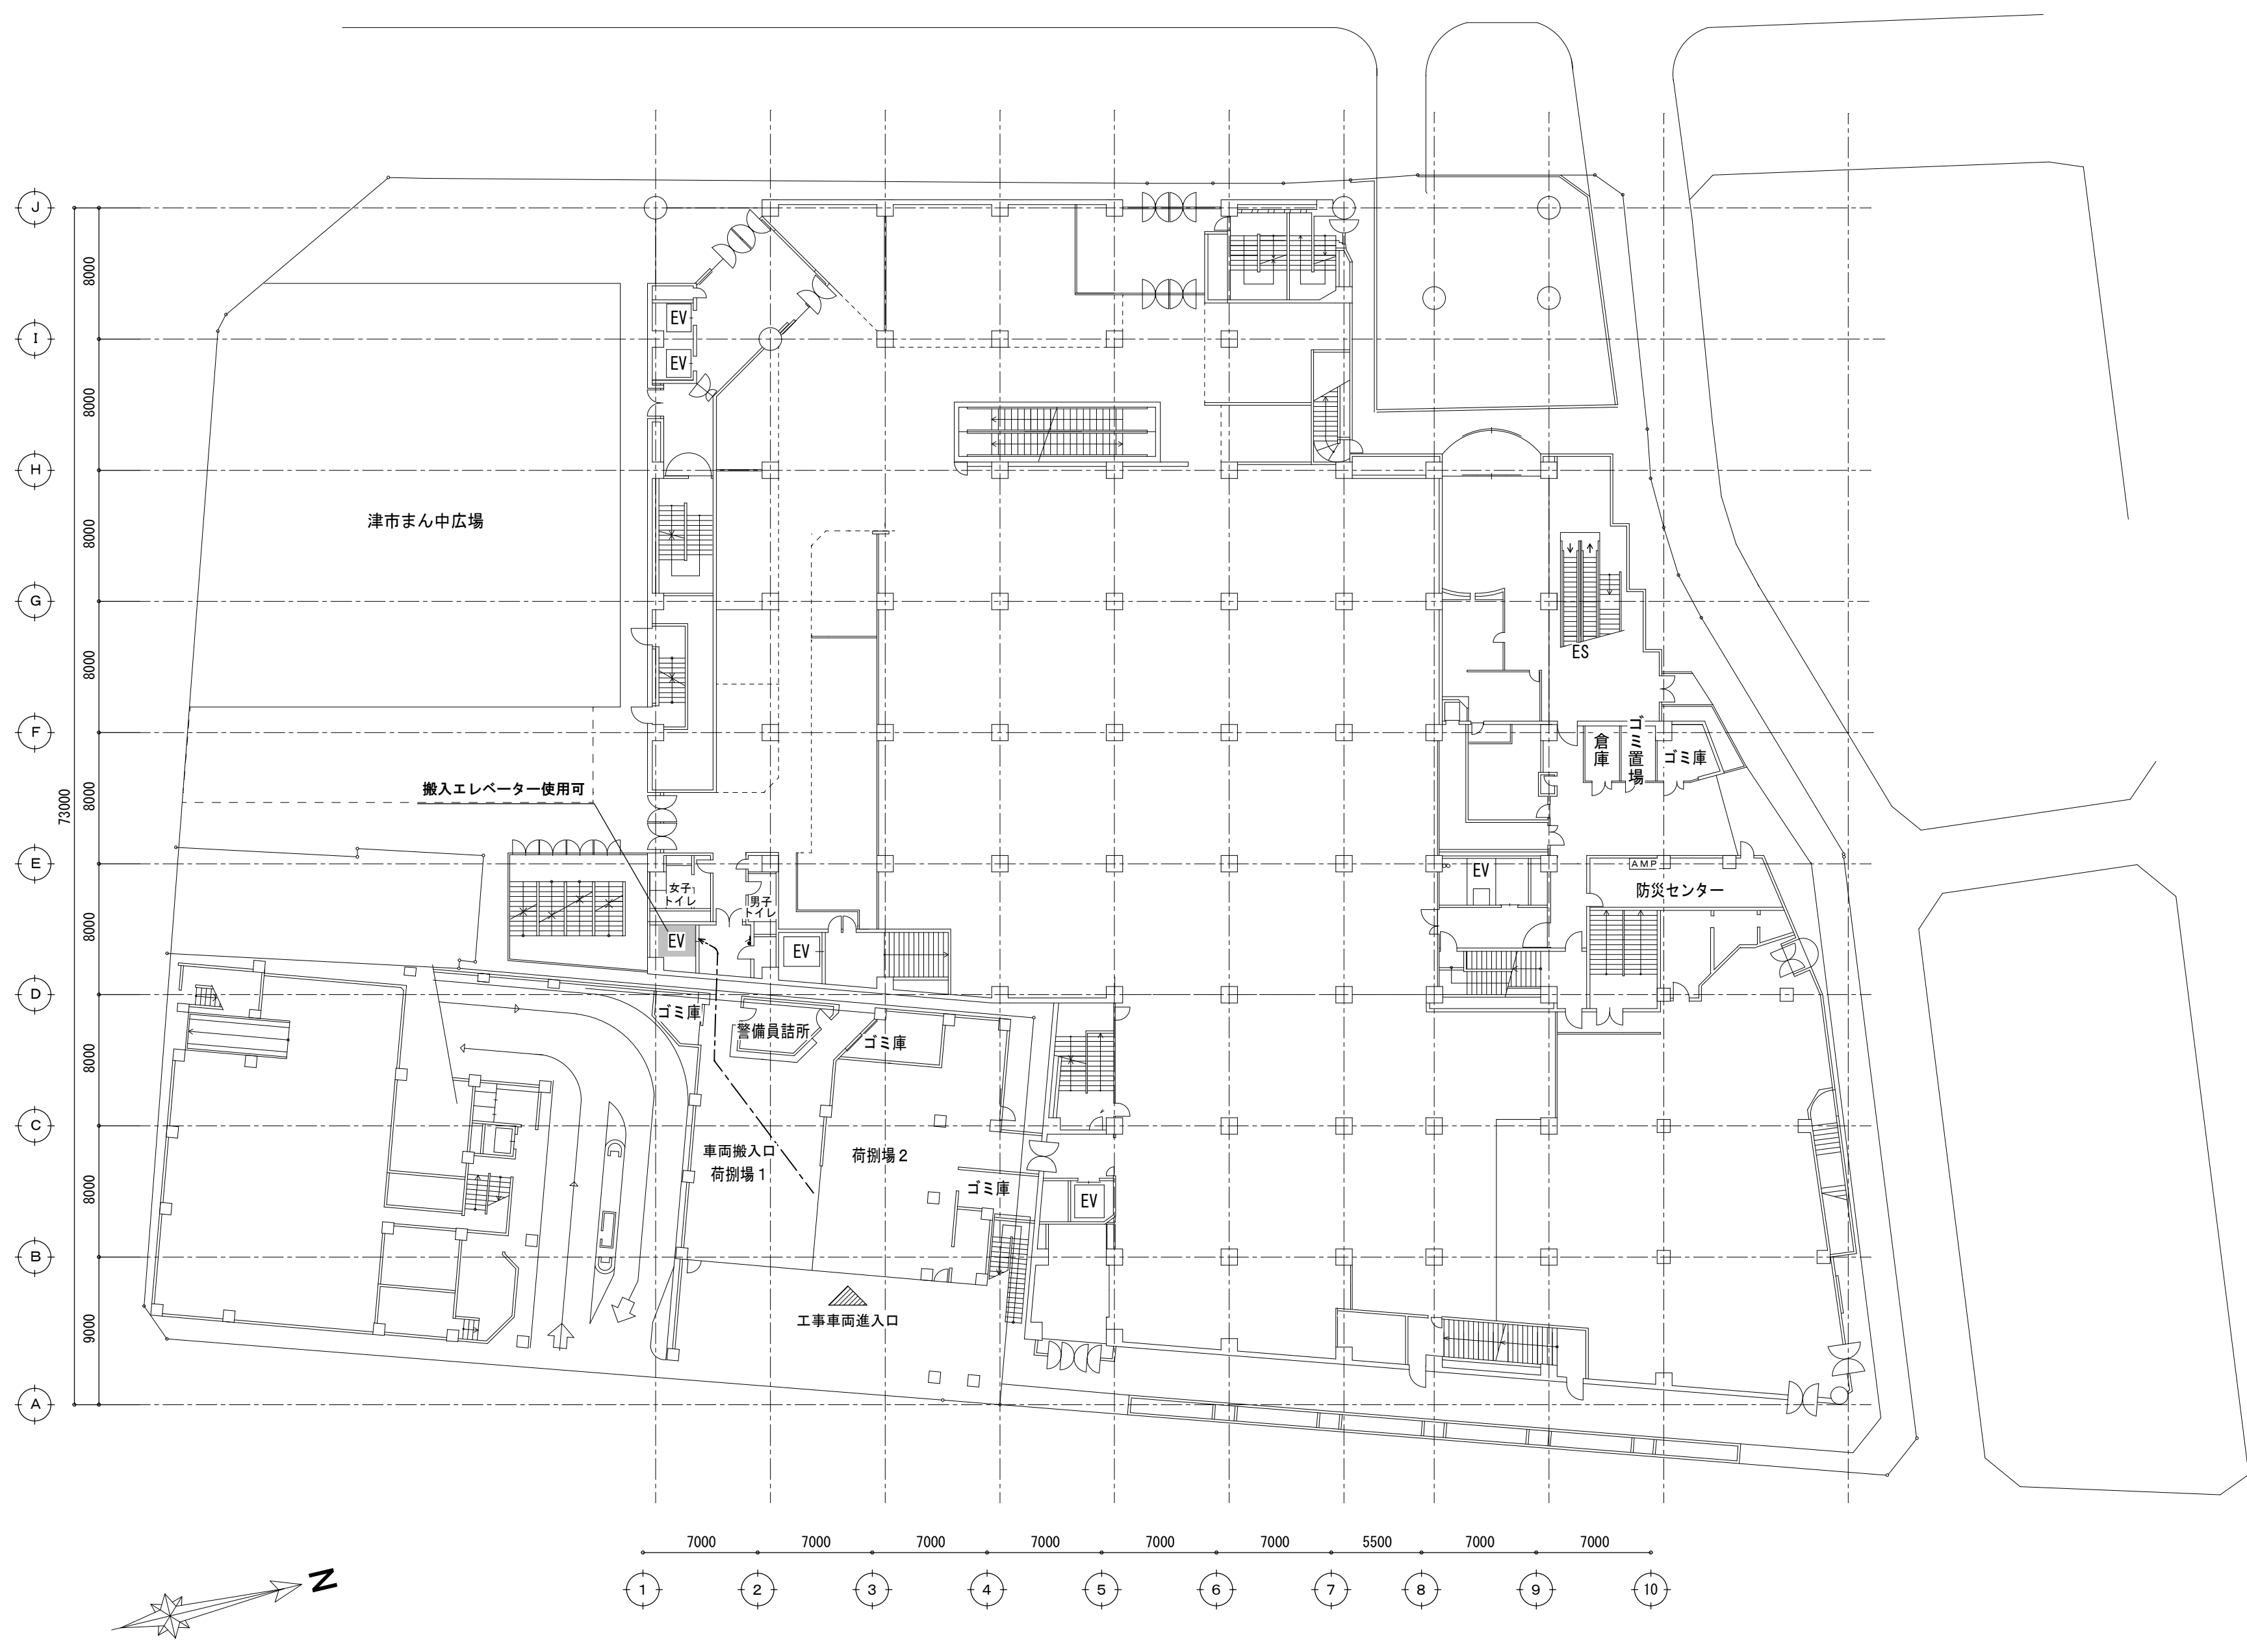 J
8000
EV
I
EV
8000
H
8000
津市まん中広場
G
8000
ES
F
ゴミ置場
倉庫
ゴミ庫
搬入エレベーター使用可
8000
73000
E
AMP
EV
女子
トイレ
防災センター
男子
トイレ
8000
EV
EV
D
ゴミ庫
警備員詰所
ゴミ庫
8000
C
車両搬入口
荷捌場1
荷捌場2
8000
ゴミ庫
EV
B
工事車両進入口
9000
A
7000
7000
7000
7000
7000
7000
5500
7000
7000
1
2
3
4
5
6
7
8
9
10
N